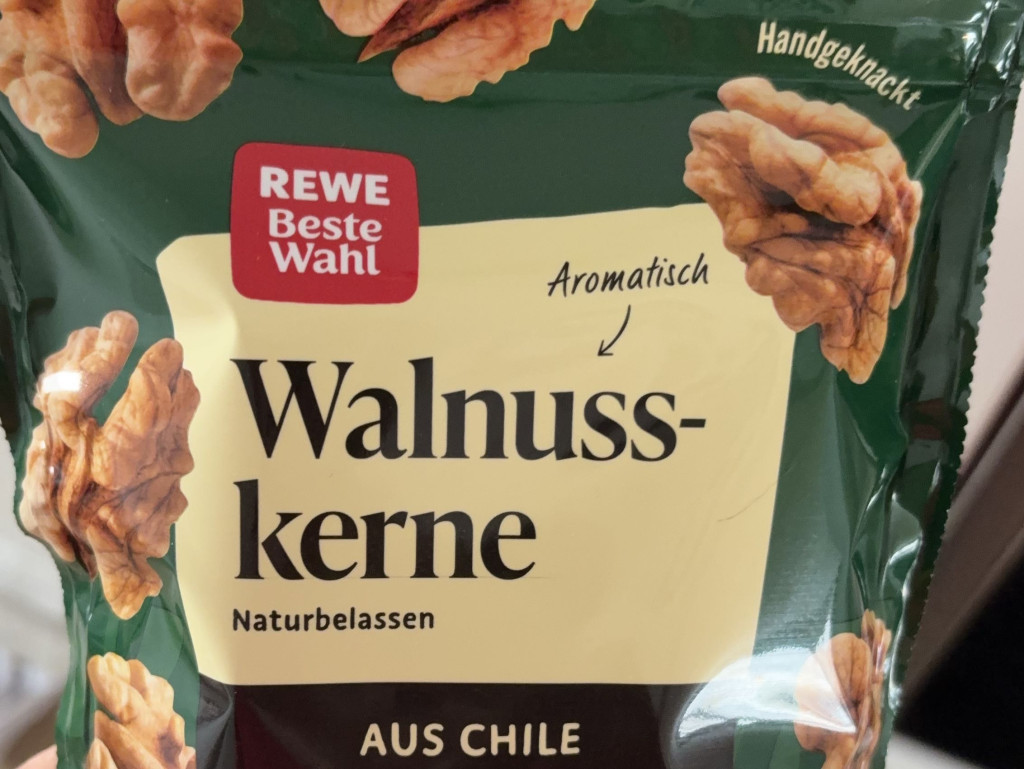 Handgeknackt
REWE
Beste
Wahl
Aromatisch
Walnuss-
kerne
Naturbelassen
AUS CHILE